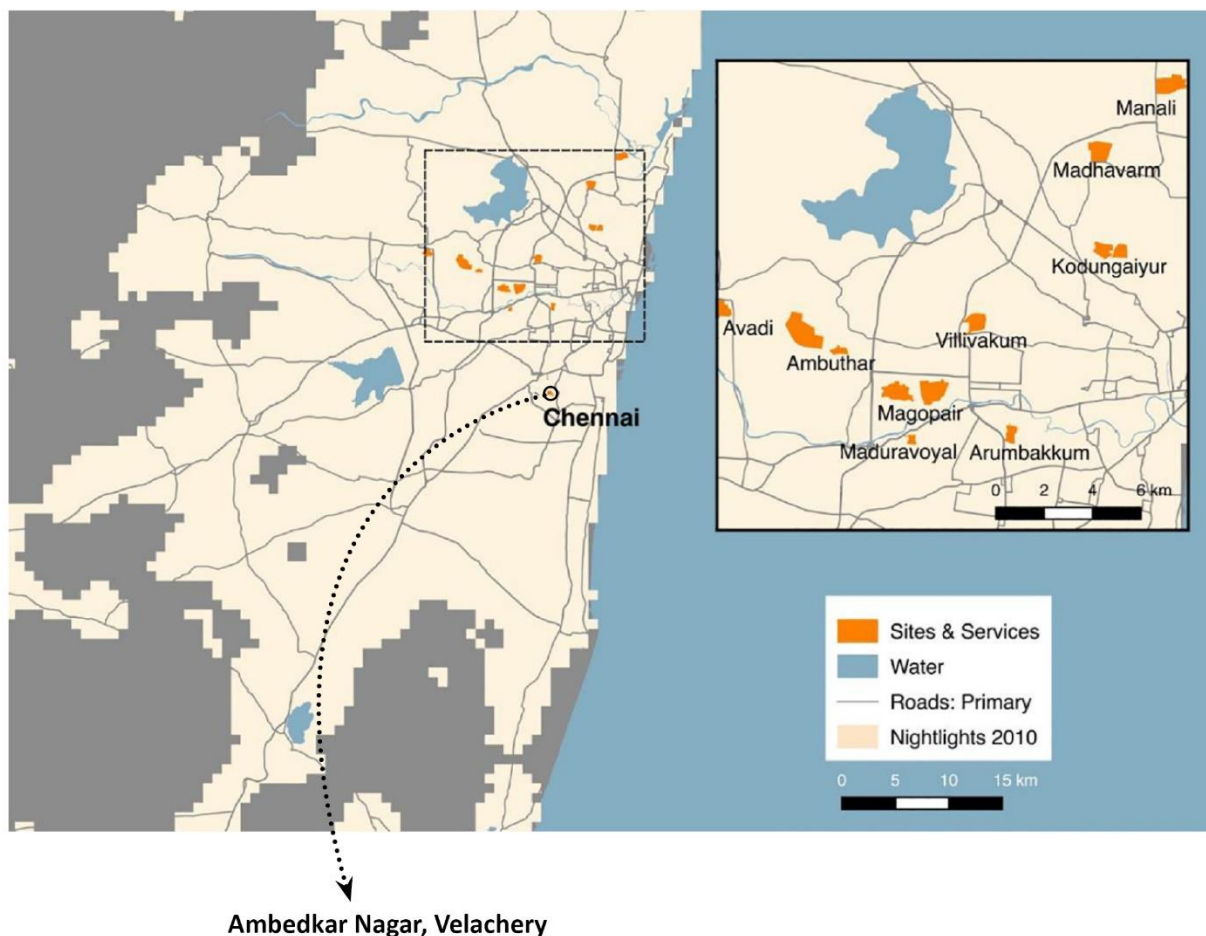 Manali
Madhavarm
Kodungaiyur
Avadi
Villivakum
Ambuthar
Magopair
Maduravoyal
Arumbakkum
0 2 4 6 km
Chennai
Sites & Services
Water
Roads: Primary
Nightlights 2010
0 5 10 15 km
Ambedkar Nagar, Velachery